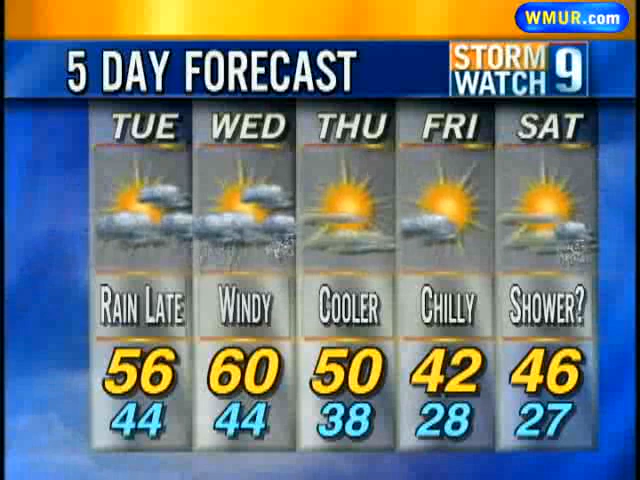 WMUR.com
5 DAY FORECAST
STORM WATCH 9
TUE WED THU FRI SAT
RAIN LATE WINDY COOLER CHILLY SHOWER?
56 60 50 42 46
44 44 38 28 27